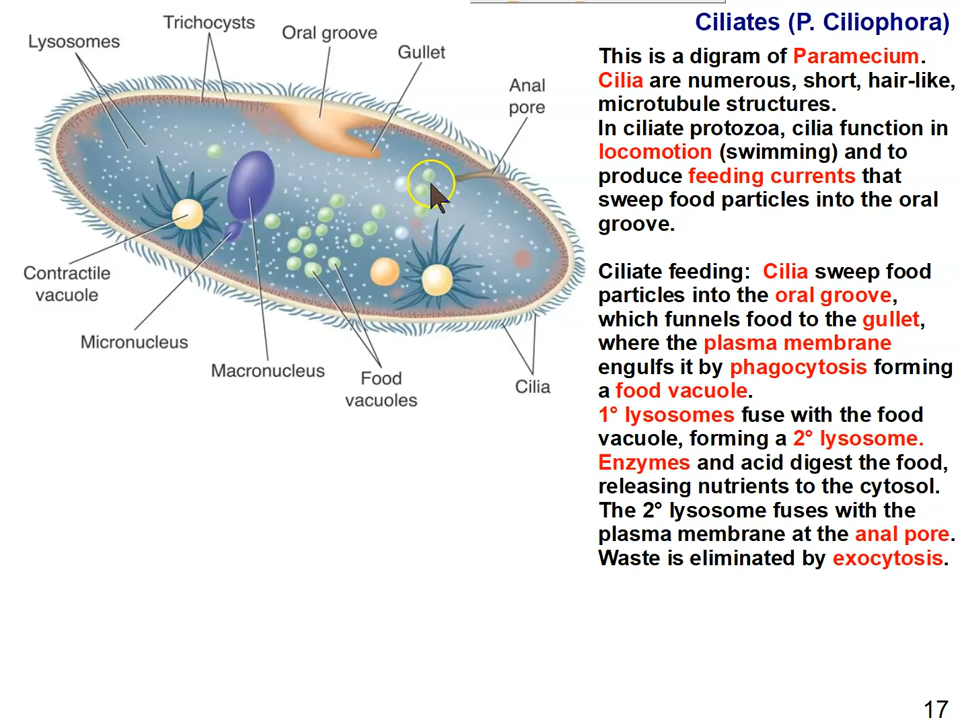 Ciliates (P. Ciliophora)
Trichocysts
Lysosomes
Oral groove
Gullet
Anal
pore
Contractile
vacuole
Micronucleus
Macronucleus
Food
vacuoles
Cilia
This is a digram of Paramecium.
Cilia are numerous, short, hair-like,
microtubule structures.
In ciliate protozoa, cilia function in
locomotion (swimming) and to
produce feeding currents that
sweep food particles into the oral
groove.
Ciliate feeding: Cilia sweep food
particles into the oral groove,
which funnels food to the gullet,
where the plasma membrane
engulfs it by phagocytosis forming
a food vacuole.
1° lysosomes fuse with the food
vacuole, forming a 2° lysosome.
Enzymes and acid digest the food,
releasing nutrients to the cytosol.
The 2° lysosome fuses with the
plasma membrane at the anal pore.
Waste is eliminated by exocytosis.
17